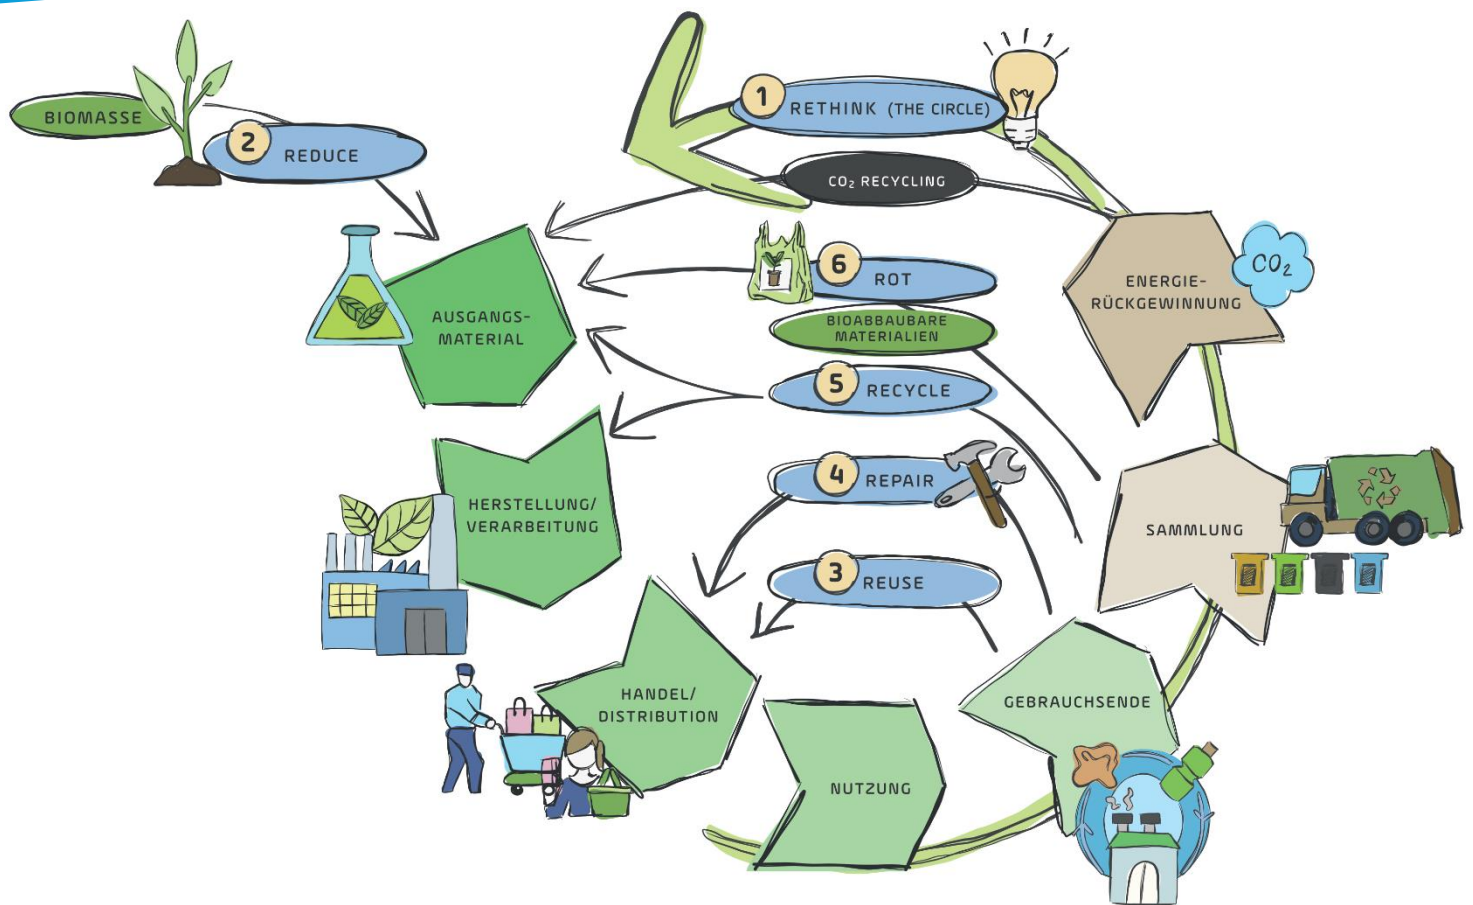 1
RETHINK (THE CIRCLE)
BIOMASSE
2
REDUCE
CO₂ RECYCLING
6
ROT
BIOABBAUBARE
MATERIALIEN
5
RECYCLE
4
REPAIR
3
REUSE
AUSGANGS-
MATERIAL
HERSTELLUNG/
VERARBEITUNG
HANDEL/
DISTRIBUTION
NUTZUNG
GEBRAUCHSENDE
SAMMLUNG
ENERGIE-
RÜCKGEWINNUNG
CO₂